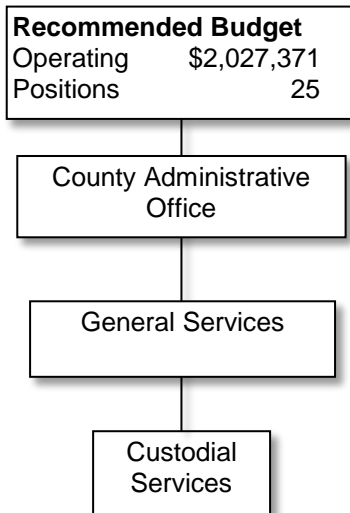 Recommended Budget
Operating $2,027,371
Positions 25
County Administrative
Office
General Services
Custodial
Services